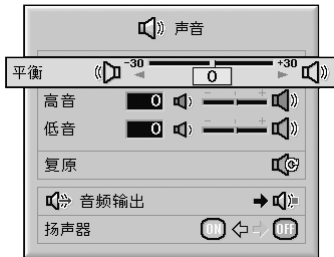 声音
平衡 -30 0 +30
高音 0 - +
低音 0 - +
复原
音频输出
扬声器 ON OFF